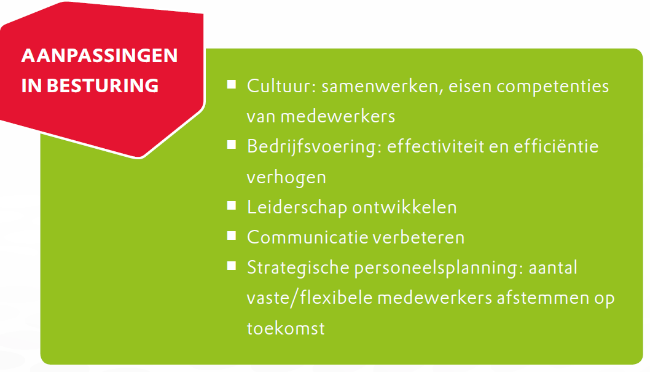 AANPASSINGEN
IN BESTURING
▪ Cultuur: samenwerken, eisen competenties
van medewerkers
▪ Bedrijfsvoering: effectiviteit en efficiëntie
verhogen
▪ Leiderschap ontwikkelen
▪ Communicatie verbeteren
▪ Strategische personeelsplanning: aantal
vaste/flexibele medewerkers afstemmen op
toekomst